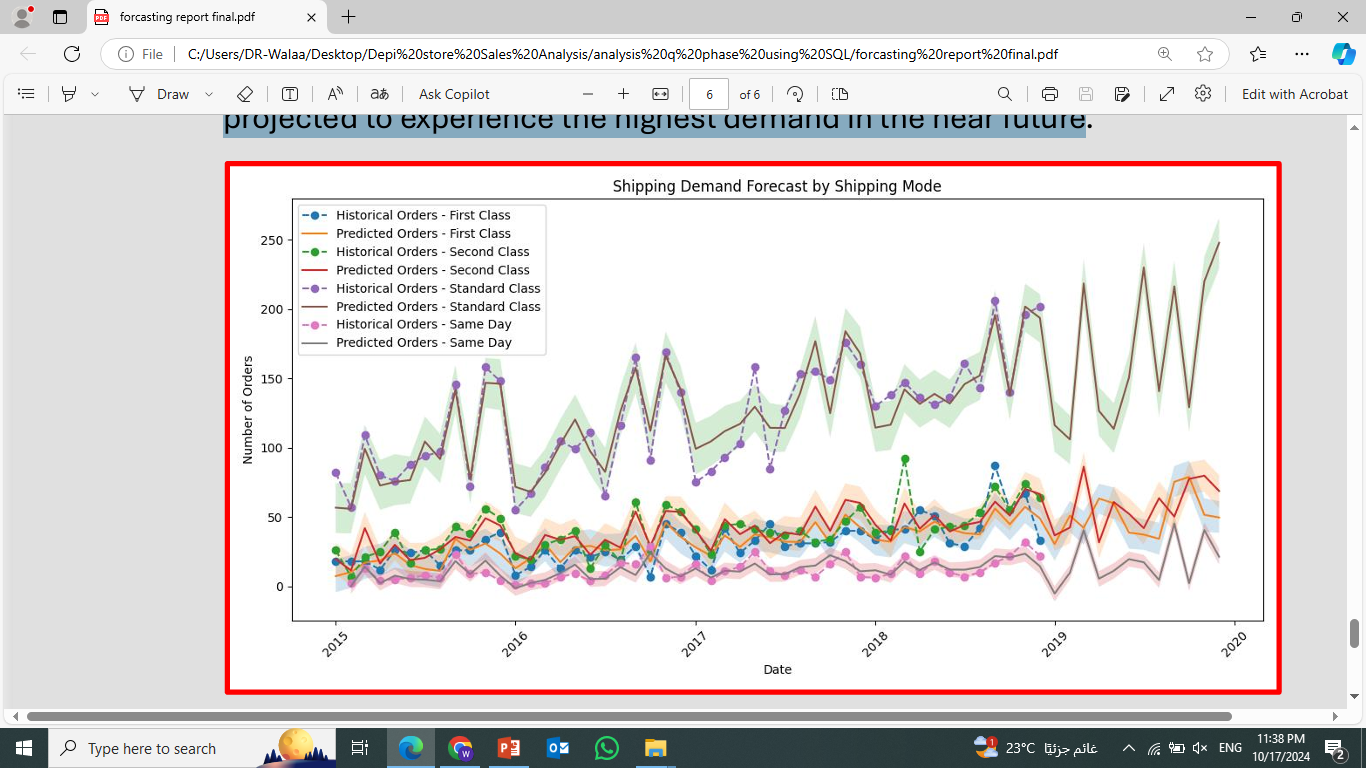 forcasting report final.pdf
File
C:/Users/DR-Walaa/Desktop/Depi%20store%20Sales%20Analysis/analysis%20q%20phase%20using%20SQL/forcasting%20report%20final.pdf
Draw
Ask Copilot
6
of 6
Edit with Acrobat
projected to experience the highest demand in the near future.
Shipping Demand Forecast by Shipping Mode
Historical Orders - First Class
Predicted Orders - First Class
Historical Orders - Second Class
Predicted Orders - Second Class
Historical Orders - Standard Class
Predicted Orders - Standard Class
Historical Orders - Same Day
Predicted Orders - Same Day
Number of Orders
250
200
150
100
50
0
2015
2016
2017
2018
2019
2020
Date
Type here to search
1
23°C
غائم جزئيًا
ENG
11:38 PM
10/17/2024
2